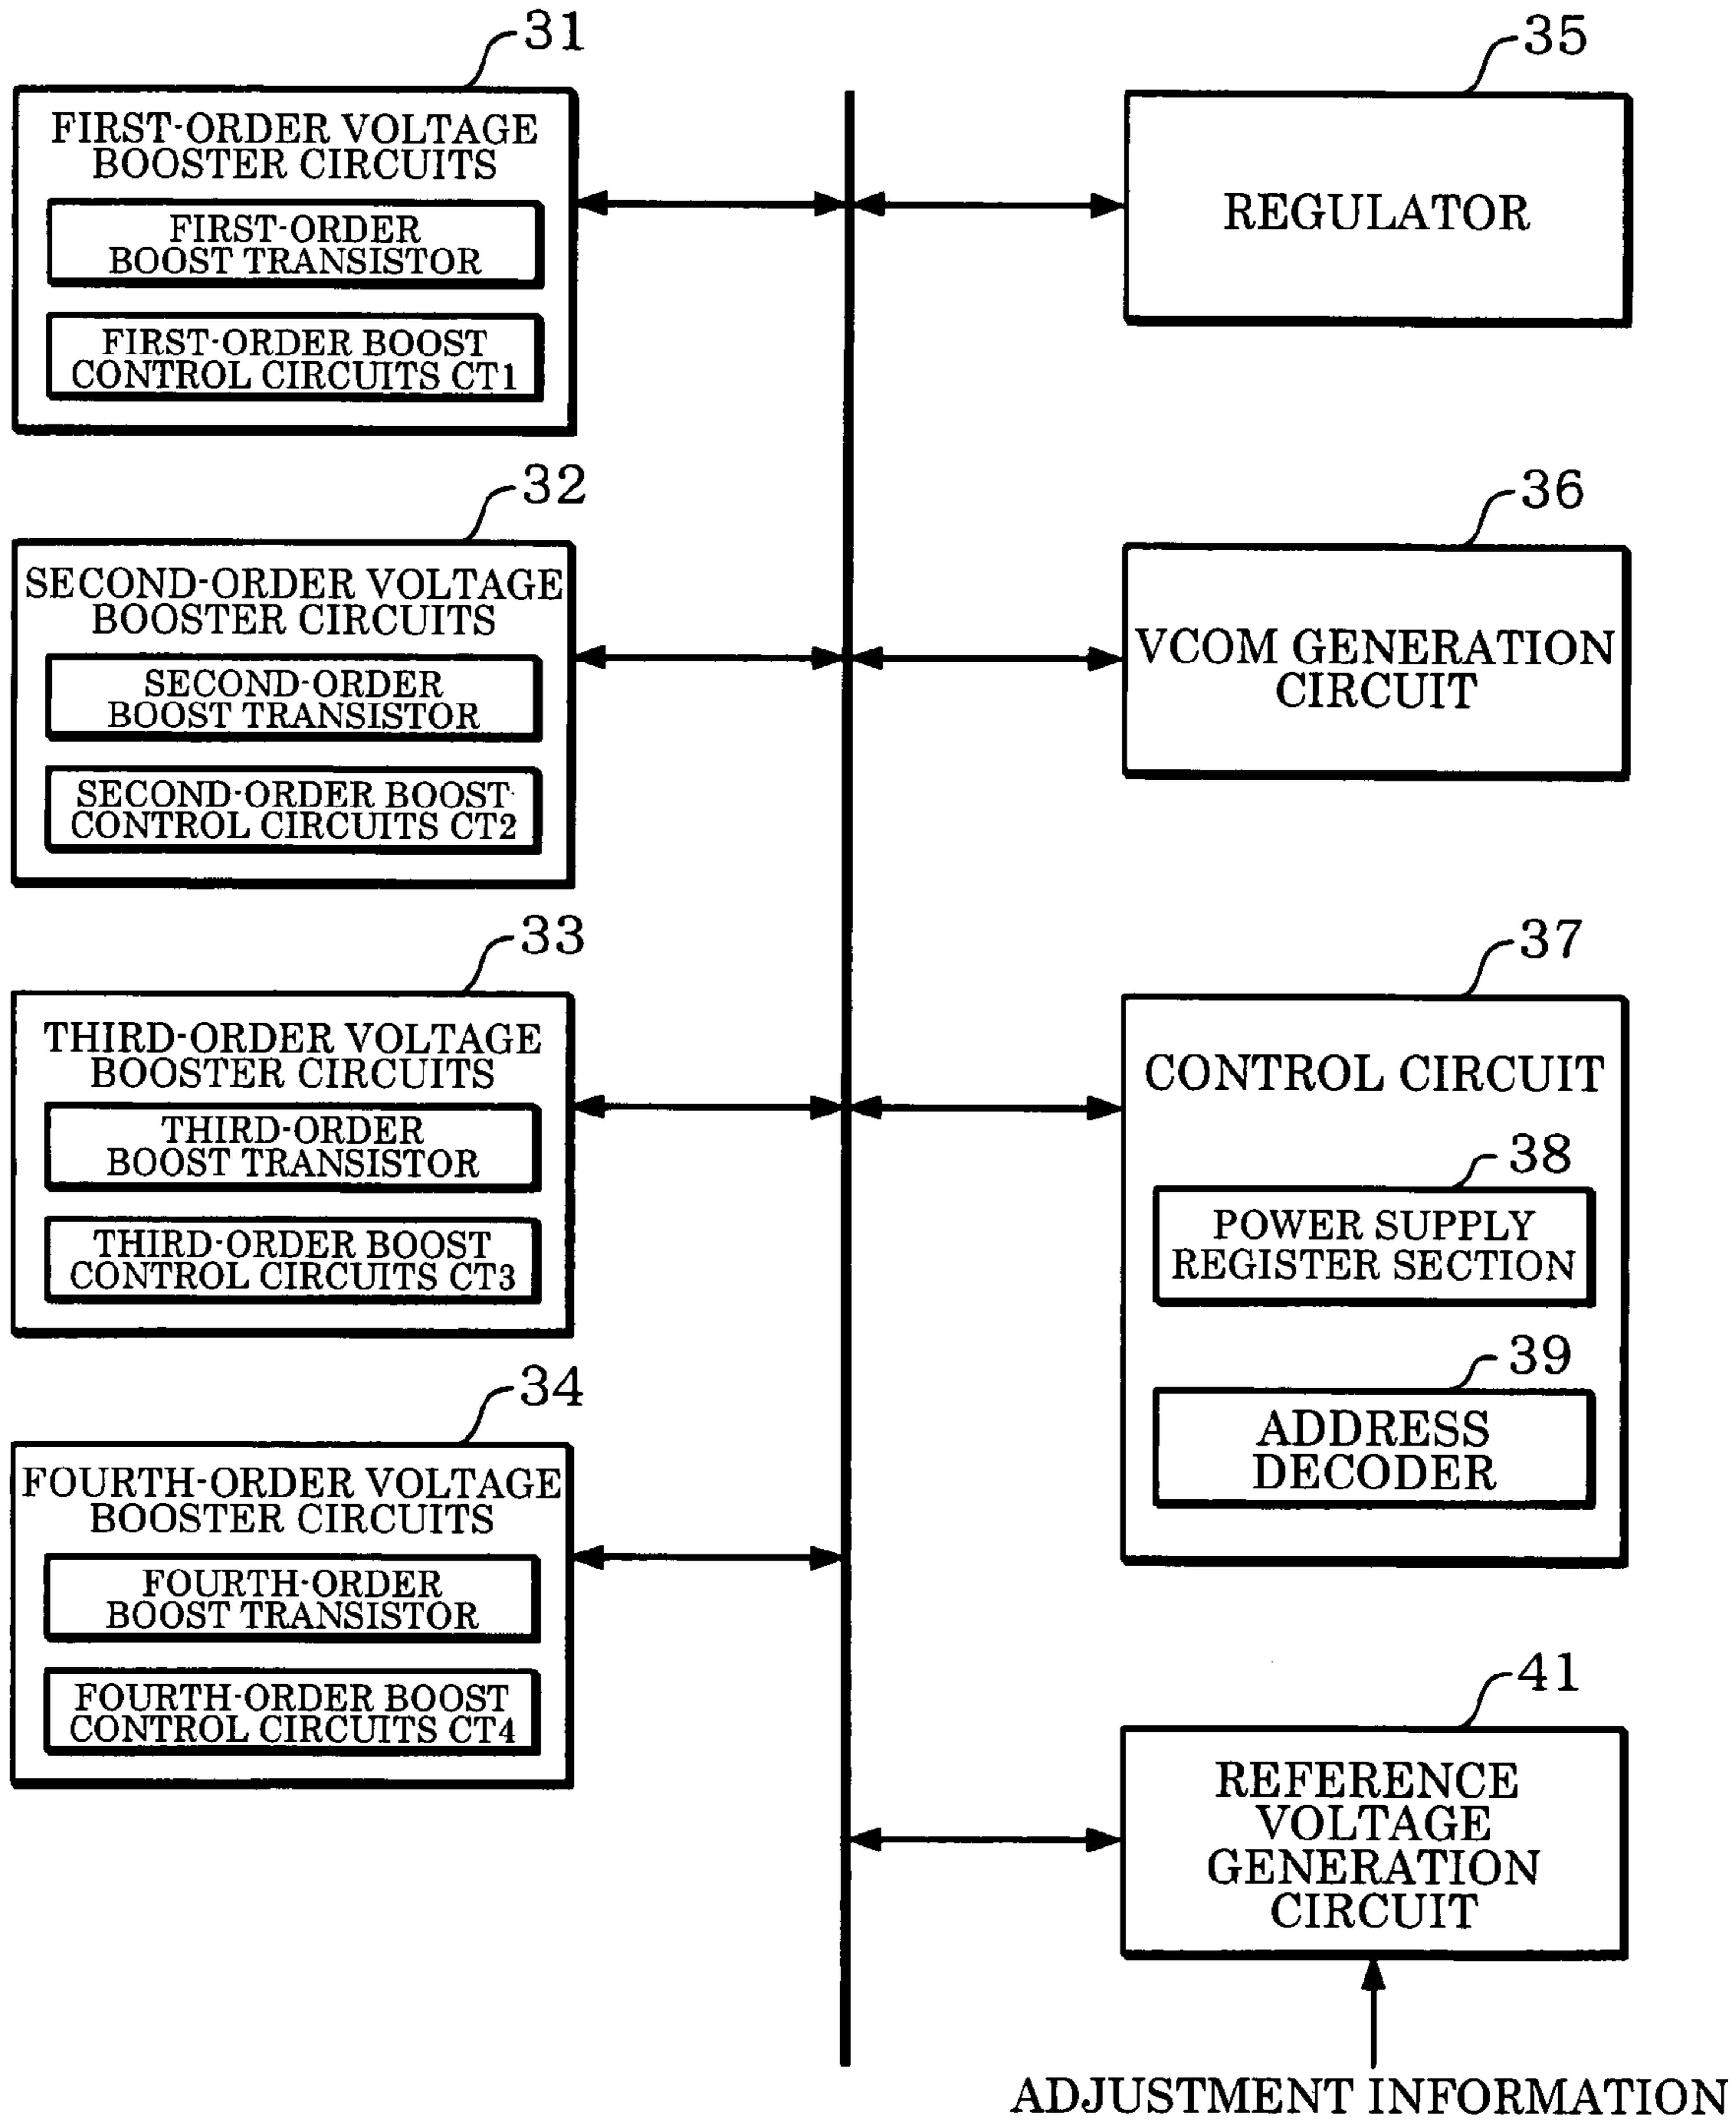 31
FIRST-ORDER VOLTAGE
BOOSTER CIRCUITS
FIRST-ORDER
BOOST TRANSISTOR
FIRST-ORDER BOOST
CONTROL CIRCUITS CT1
32
SECOND-ORDER VOLTAGE
BOOSTER CIRCUITS
SECOND-ORDER
BOOST TRANSISTOR
SECOND-ORDER BOOST
CONTROL CIRCUITS CT2
33
THIRD-ORDER VOLTAGE
BOOSTER CIRCUITS
THIRD-ORDER
BOOST TRANSISTOR
THIRD-ORDER BOOST
CONTROL CIRCUITS CT3
34
FOURTH-ORDER VOLTAGE
BOOSTER CIRCUITS
FOURTH-ORDER
BOOST TRANSISTOR
FOURTH-ORDER BOOST
CONTROL CIRCUITS CT4
35
REGULATOR
36
VCOM GENERATION
CIRCUIT
37
CONTROL CIRCUIT
38
POWER SUPPLY
REGISTER SECTION
39
ADDRESS
DECODER
41
REFERENCE
VOLTAGE
GENERATION
CIRCUIT
ADJUSTMENT INFORMATION